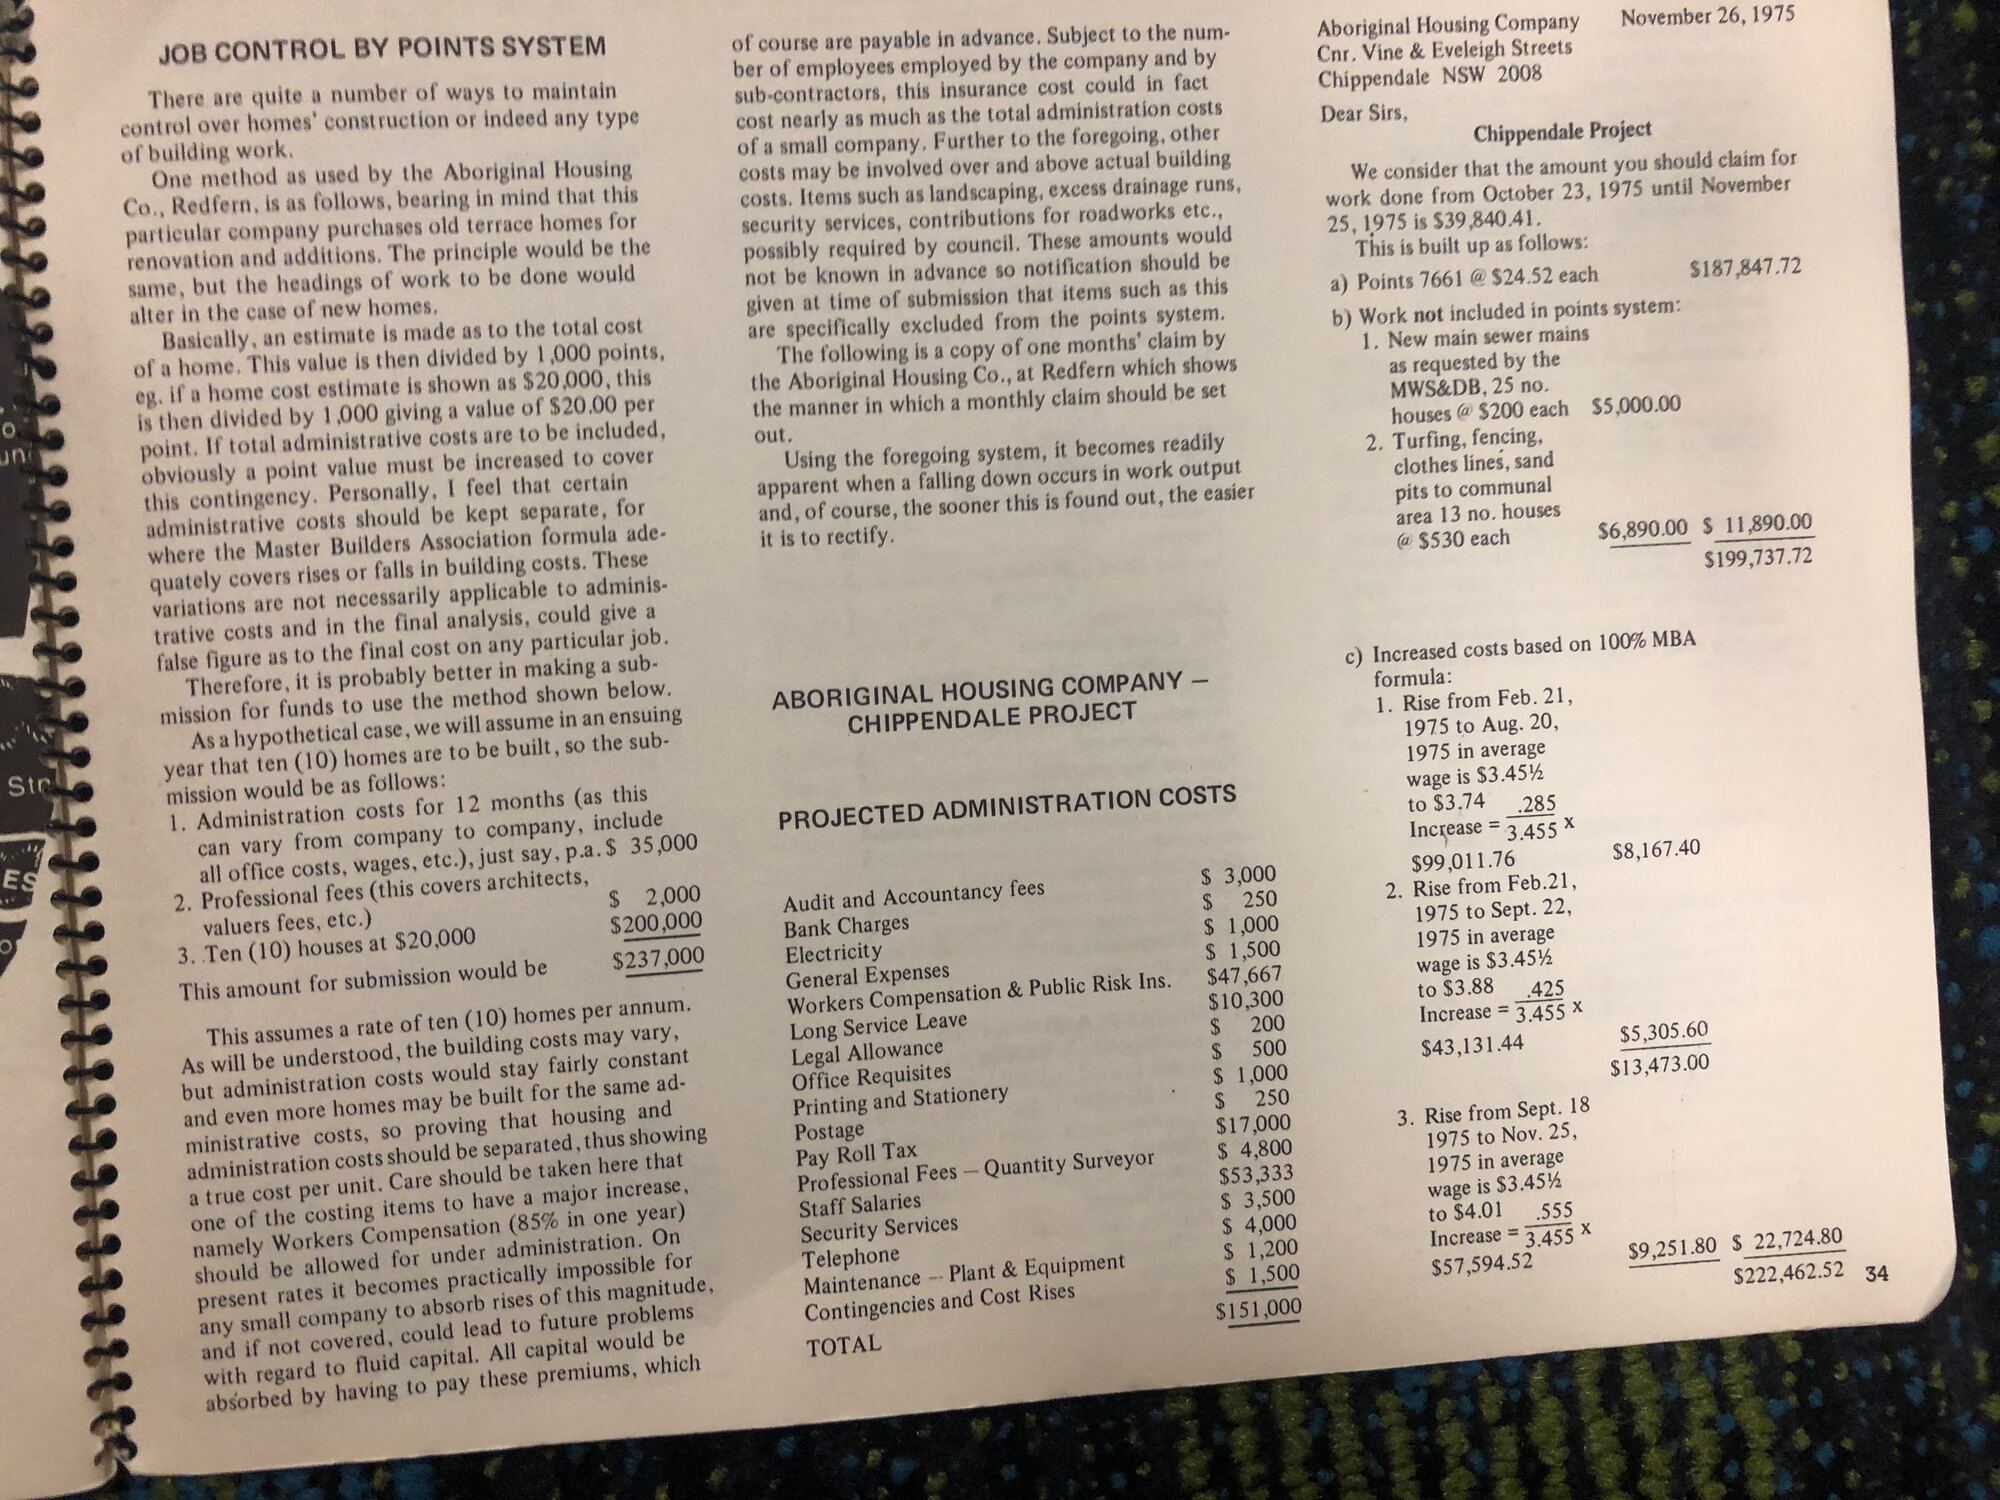 JOB CONTROL BY POINTS SYSTEM
There are quite a number of ways to maintain
control over homes' construction or indeed any type
of building work.
One method as used by the Aboriginal Housing
Co., Redfern, is as follows, bearing in mind that this
particular company purchases old terrace homes for
renovation and additions. The principle would be the
same, but the headings of work to be done would
alter in the case of new homes.
Basically, an estimate is made as to the total cost
of a home. This value is then divided by 1,000 points,
eg. if a home cost estimate is shown as $20,000, this
is then divided by 1,000 giving a value of $20.00 per
point. If total administrative costs are to be included,
obviously a point value must be increased to cover
this contingency. Personally, I feel that certain
administrative costs should be kept separate, for
where the Master Builders Association formula ade-
quately covers rises or falls in building costs. These
variations are not necessarily applicable to adminis-
trative costs and in the final analysis, could give a
false figure as to the final cost on any particular job.
Therefore, it is probably better in making a sub-
mission for funds to use the method shown below.
As a hypothetical case, we will assume in an ensuing
year that ten (10) homes are to be built, so the sub-
mission would be as follows:
1. Administration costs for 12 months (as this
can vary from company to company, include
all office costs, wages, etc.), just say, p.a. $ 35,000
2. Professional fees (this covers architects,
valuers fees, etc.) $ 2,000
3. Ten (10) houses at $20,000 $200,000
This amount for submission would be $237,000
This assumes a rate of ten (10) homes per annum.
As will be understood, the building costs may vary,
but administration costs would stay fairly constant
and even more homes may be built for the same ad-
ministrative costs, so proving that housing and
administration costs should be separated, thus showing
a true cost per unit. Care should be taken here that
one of the costing items to have a major increase,
namely Workers Compensation (85% in one year)
should be allowed for under administration. On
present rates it becomes practically impossible for
any small company to absorb rises of this magnitude,
and if not covered, could lead to future problems
with regard to fluid capital. All capital would be
absorbed by having to pay these premiums, which
of course are payable in advance. Subject to the num-
ber of employees employed by the company and by
sub-contractors, this insurance cost could in fact
cost nearly as much as the total administration costs
of a small company. Further to the foregoing, other
costs may be involved over and above actual building
costs. Items such as landscaping, excess drainage runs,
security services, contributions for roadworks etc.,
possibly required by council. These amounts would
not be known in advance so notification should be
given at time of submission that items such as this
are specifically excluded from the points system.
The following is a copy of one months' claim by
the Aboriginal Housing Co., at Redfern which shows
the manner in which a monthly claim should be set
out.
Using the foregoing system, it becomes readily
apparent when a falling down occurs in work output
and, of course, the sooner this is found out, the easier
it is to rectify.
ABORIGINAL HOUSING COMPANY —
CHIPPENDALE PROJECT
PROJECTED ADMINISTRATION COSTS
Audit and Accountancy fees $ 3,000
Bank Charges $ 250
Electricity $ 1,000
General Expenses $ 1,500
Workers Compensation & Public Risk Ins. $47,667
Long Service Leave $10,300
Legal Allowance $ 200
Office Requisites $ 500
Printing and Stationery $ 1,000
Postage $ 250
Pay Roll Tax $17,000
Professional Fees — Quantity Surveyor $ 4,800
Staff Salaries $53,333
Security Services $ 3,500
Telephone $ 4,000
Maintenance — Plant & Equipment $ 1,200
Contingencies and Cost Rises $ 1,500
TOTAL $151,000
Aboriginal Housing Company November 26, 1975
Cnr. Vine & Eveleigh Streets
Chippendale NSW 2008
Dear Sirs,
Chippendale Project
We consider that the amount you should claim for
work done from October 23, 1975 until November
25, 1975 is $39,840.41.
This is built up as follows:
a) Points 7661 @ $24.52 each $187,847.72
b) Work not included in points system:
1. New main sewer mains
as requested by the
MWS&DB, 25 no.
houses @ $200 each $5,000.00
2. Turfing, fencing,
clothes lines, sand
pits to communal
area 13 no. houses
@ $530 each $6,890.00 $ 11,890.00
$199,737.72
c) Increased costs based on 100% MBA
formula:
1. Rise from Feb. 21,
1975 to Aug. 20,
1975 in average
wage is $3.45½
to $3.74 .285
Increase = 3.455 x
$99,011.76 $8,167.40
2. Rise from Feb.21,
1975 to Sept. 22,
1975 in average
wage is $3.45½
to $3.88 .425
Increase = 3.455 x
$43,131.44 $5,305.60
$13,473.00
3. Rise from Sept. 18
1975 to Nov. 25,
1975 in average
wage is $3.45½
to $4.01 .555
Increase = 3.455 x
$57,594.52 $9,251.80 $ 22,724.80
$222,462.52
34